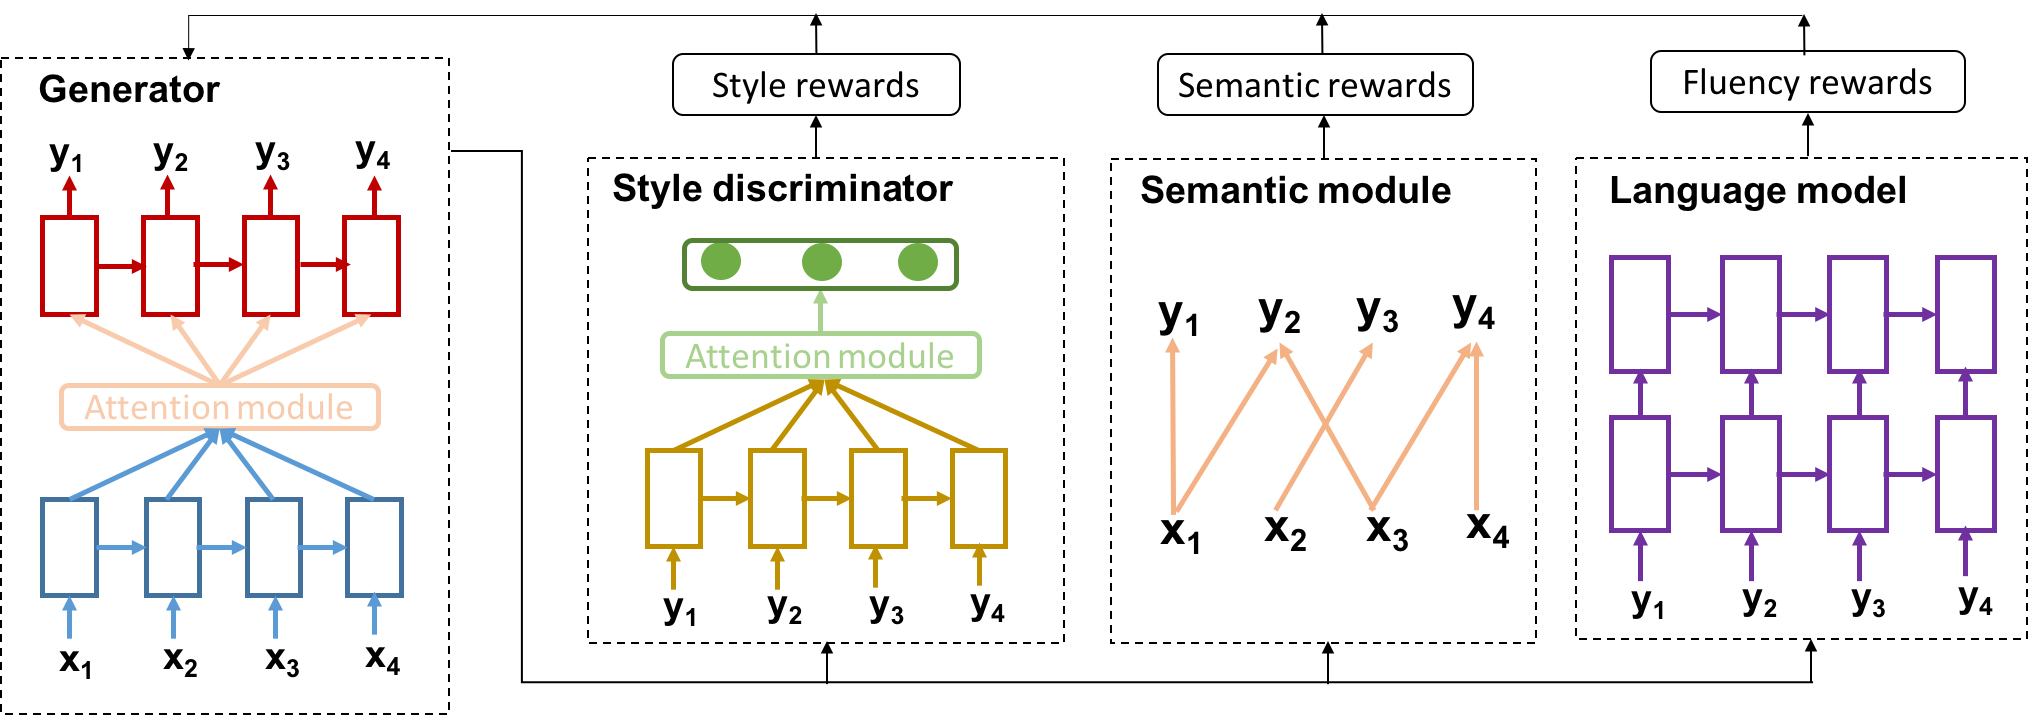 Style rewards
Semantic rewards
Fluency rewards
Generator
y1 y2 y3 y4
Attention module
x1 x2 x3 x4
Style discriminator
Attention module
y1 y2 y3 y4
Semantic module
y1 y2 y3 y4
x1 x2 x3 x4
Language model
y1 y2 y3 y4